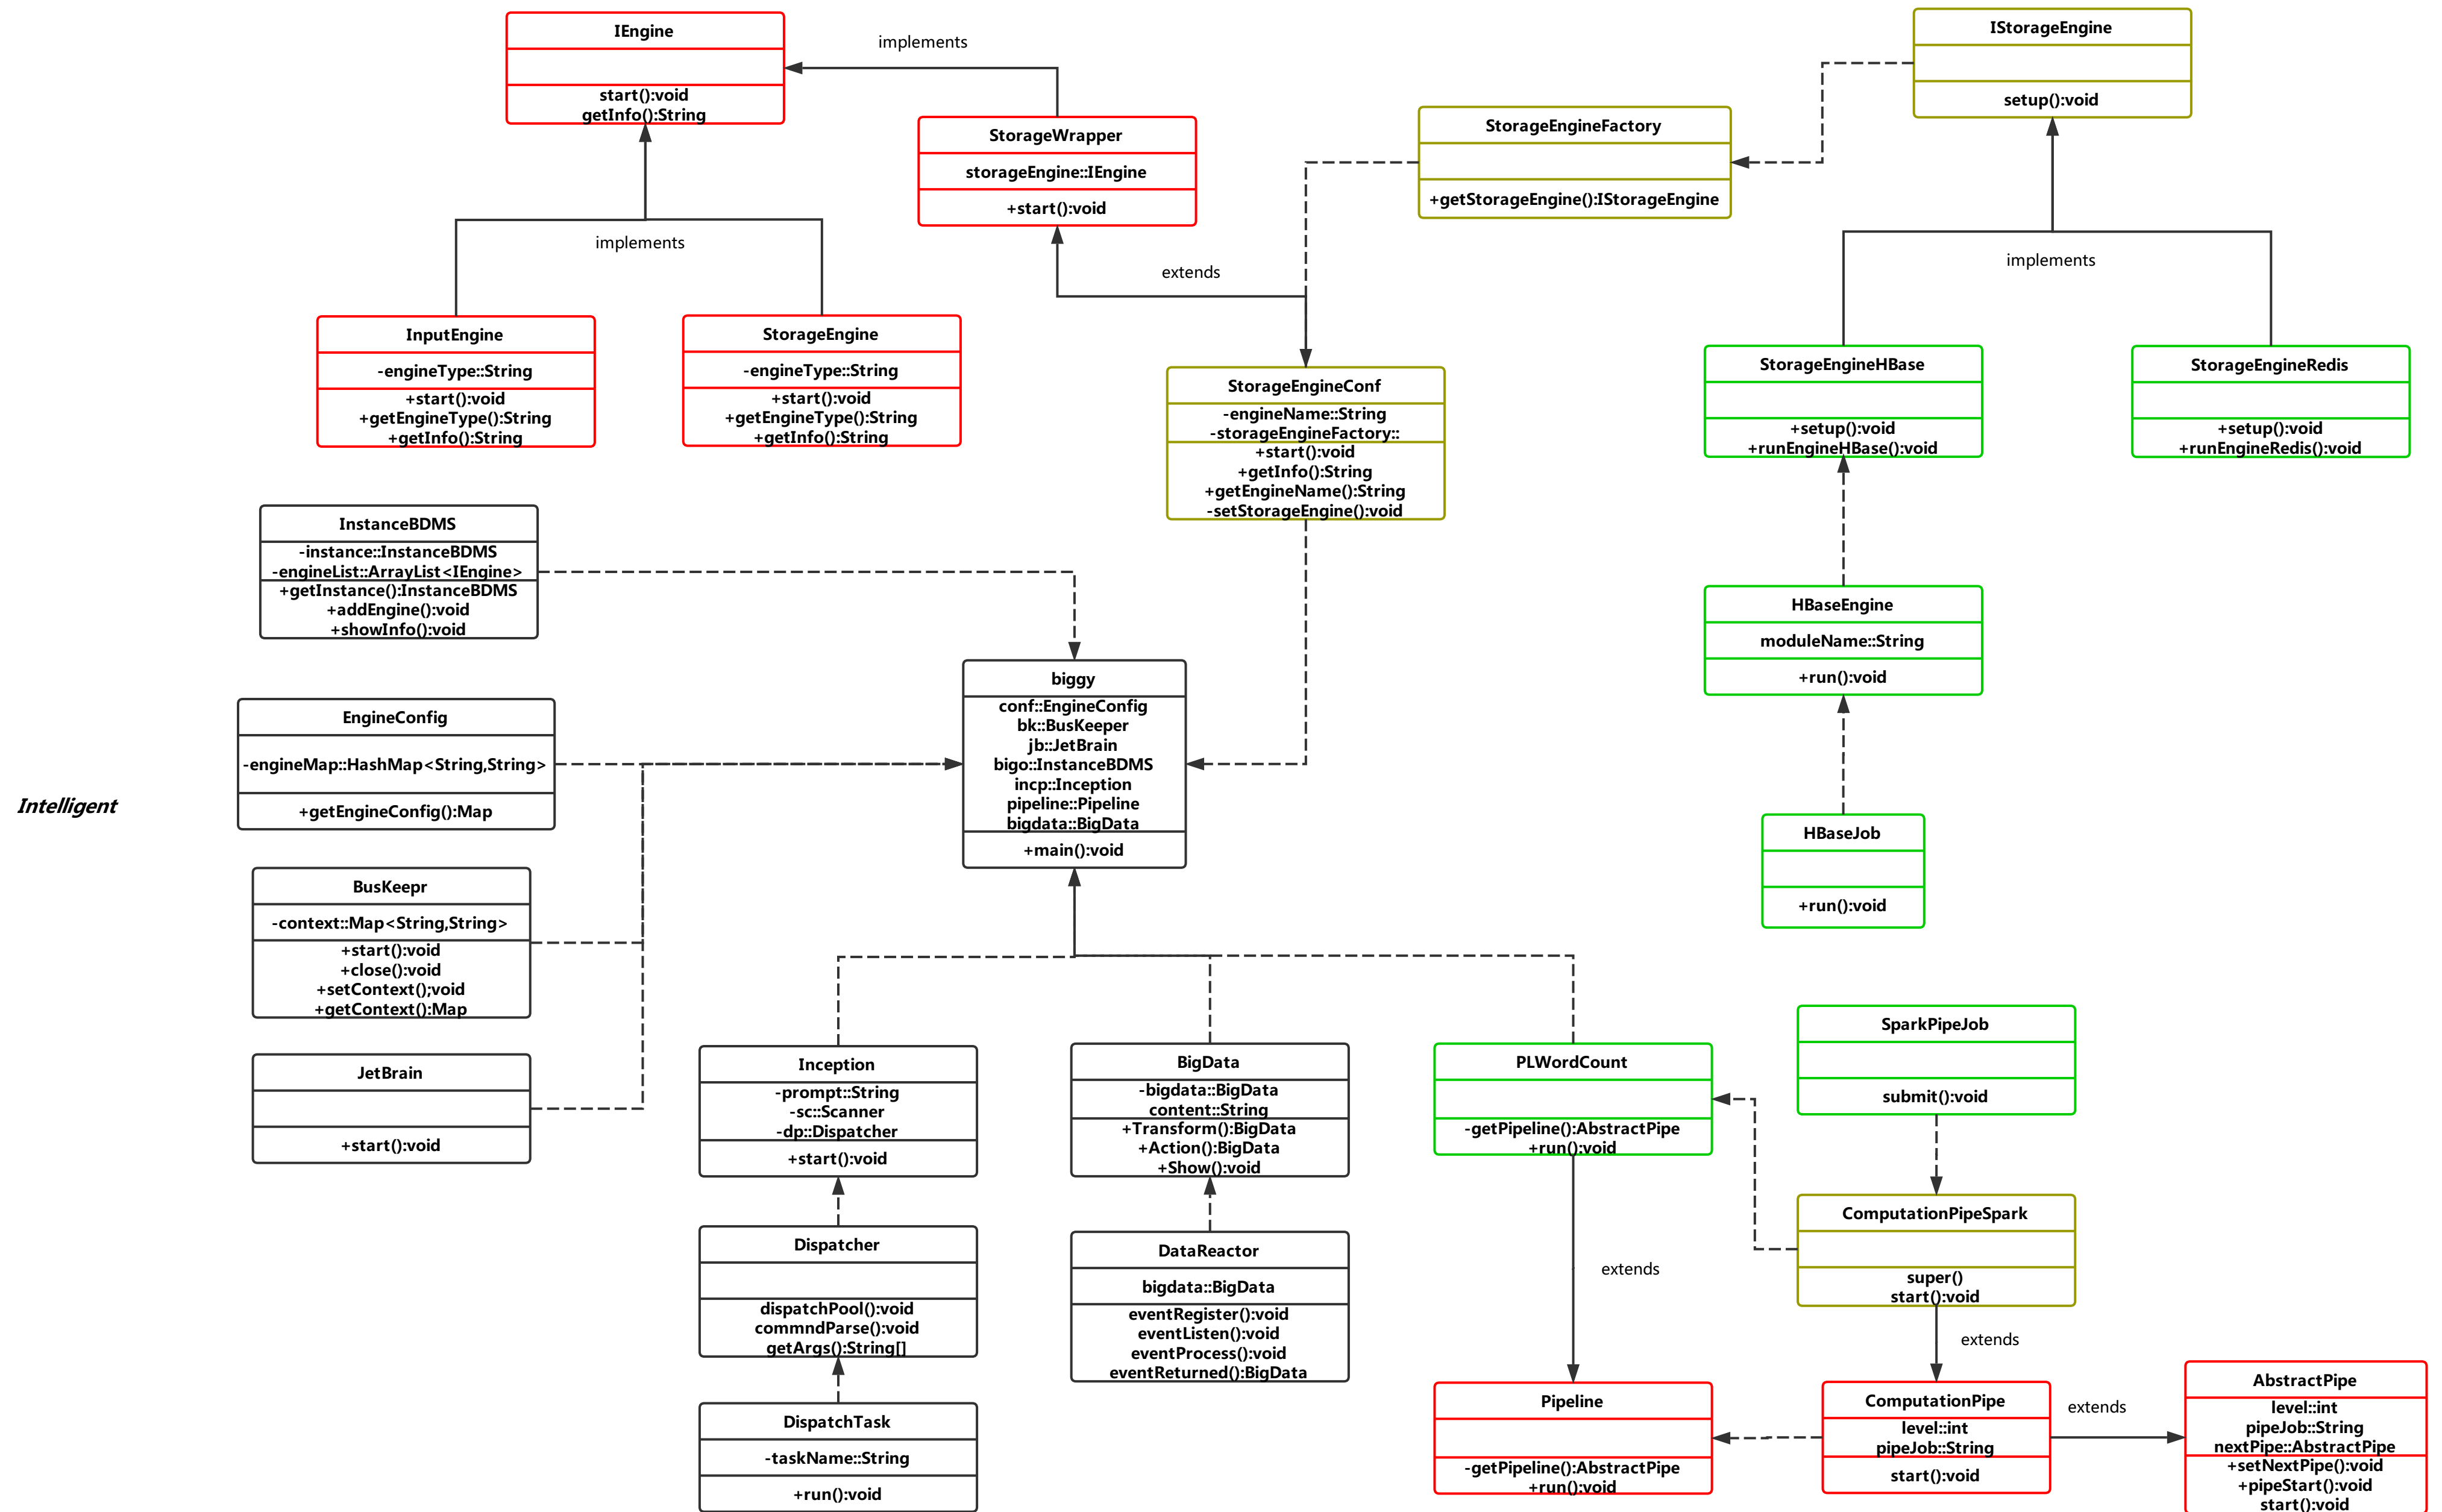 IEngine
start():void
getInfo():String
implements
implements
StorageWrapper
storageEngine::IEngine
+start():void
extends
StorageEngineFactory
+getStorageEngine():IStorageEngine
IStorageEngine
setup():void
implements
InputEngine
-engineType::String
+start():void
+getEngineType():String
+getInfo():String
StorageEngine
-engineType::String
+start():void
+getEngineType():String
+getInfo():String
StorageEngineConf
-engineName::String
-storageEngineFactory::
+start():void
+getInfo():String
+getEngineName():String
-setStorageEngine():void
StorageEngineHBase
+setup():void
+runEngineHBase():void
StorageEngineRedis
+setup():void
+runEngineRedis():void
InstanceBDMS
-instance::InstanceBDMS
-engineList::ArrayList<IEngine>
+getInstance():InstanceBDMS
+addEngine():void
+showInfo():void
HBaseEngine
moduleName::String
+run():void
biggy
conf::EngineConfig
bk::BusKeeper
jb::JetBrain
bigo::InstanceBDMS
incp::Inception
pipeline::Pipeline
bigdata::BigData
+main():void
EngineConfig
-engineMap::HashMap<String,String>
+getEngineConfig():Map
Intelligent
HBaseJob
+run():void
BusKeepr
-context::Map<String,String>
+start():void
+close():void
+setContext();void
+getContext():Map
JetBrain
+start():void
Inception
-prompt::String
-sc::Scanner
-dp::Dispatcher
+start():void
BigData
-bigdata::BigData
content::String
+Transform():BigData
+Action():BigData
+Show():void
PLWordCount
-getPipeline():AbstractPipe
+run():void
SparkPipeJob
submit():void
Dispatcher
dispatchPool():void
commndParse():void
getArgs():String[]
DataReactor
bigdata::BigData
eventRegister():void
eventListen():void
eventProcess():void
eventReturned():BigData
extends
ComputationPipeSpark
super()
start():void
extends
DispatchTask
-taskName::String
+run():void
Pipeline
-getPipeline():AbstractPipe
+run():void
ComputationPipe
level::int
pipeJob::String
start():void
extends
AbstractPipe
level::int
pipeJob::String
nextPipe::AbstractPipe
+setNextPipe():void
+pipeStart():void
start():void